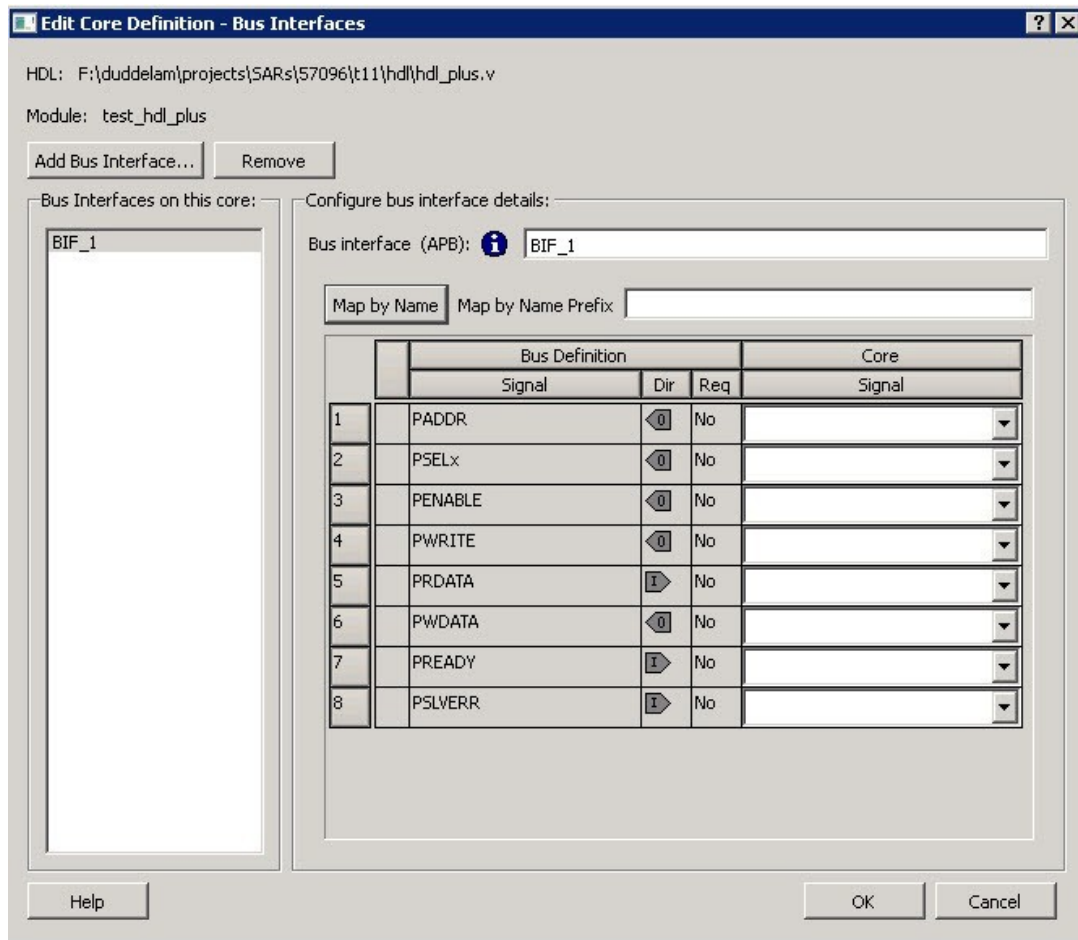 Edit Core Definition - Bus Interfaces
HDL: F:\duddelam\projects\SARs\57096\t11\hdl\hdl_plus.v
Module: test_hdl_plus
Add Bus Interface... Remove
Bus Interfaces on this core:
BIF_1
Configure bus interface details:
Bus interface (APB): i BIF_1
Map by Name Map by Name Prefix
Bus Definition Core
Signal Dir Req Signal
1 PADDR O No
2 PSELx O No
3 PENABLE O No
4 PWRITE O No
5 PRDATA I No
6 PWDATA O No
7 PREADY I No
8 PSLVERR I No
Help OK Cancel